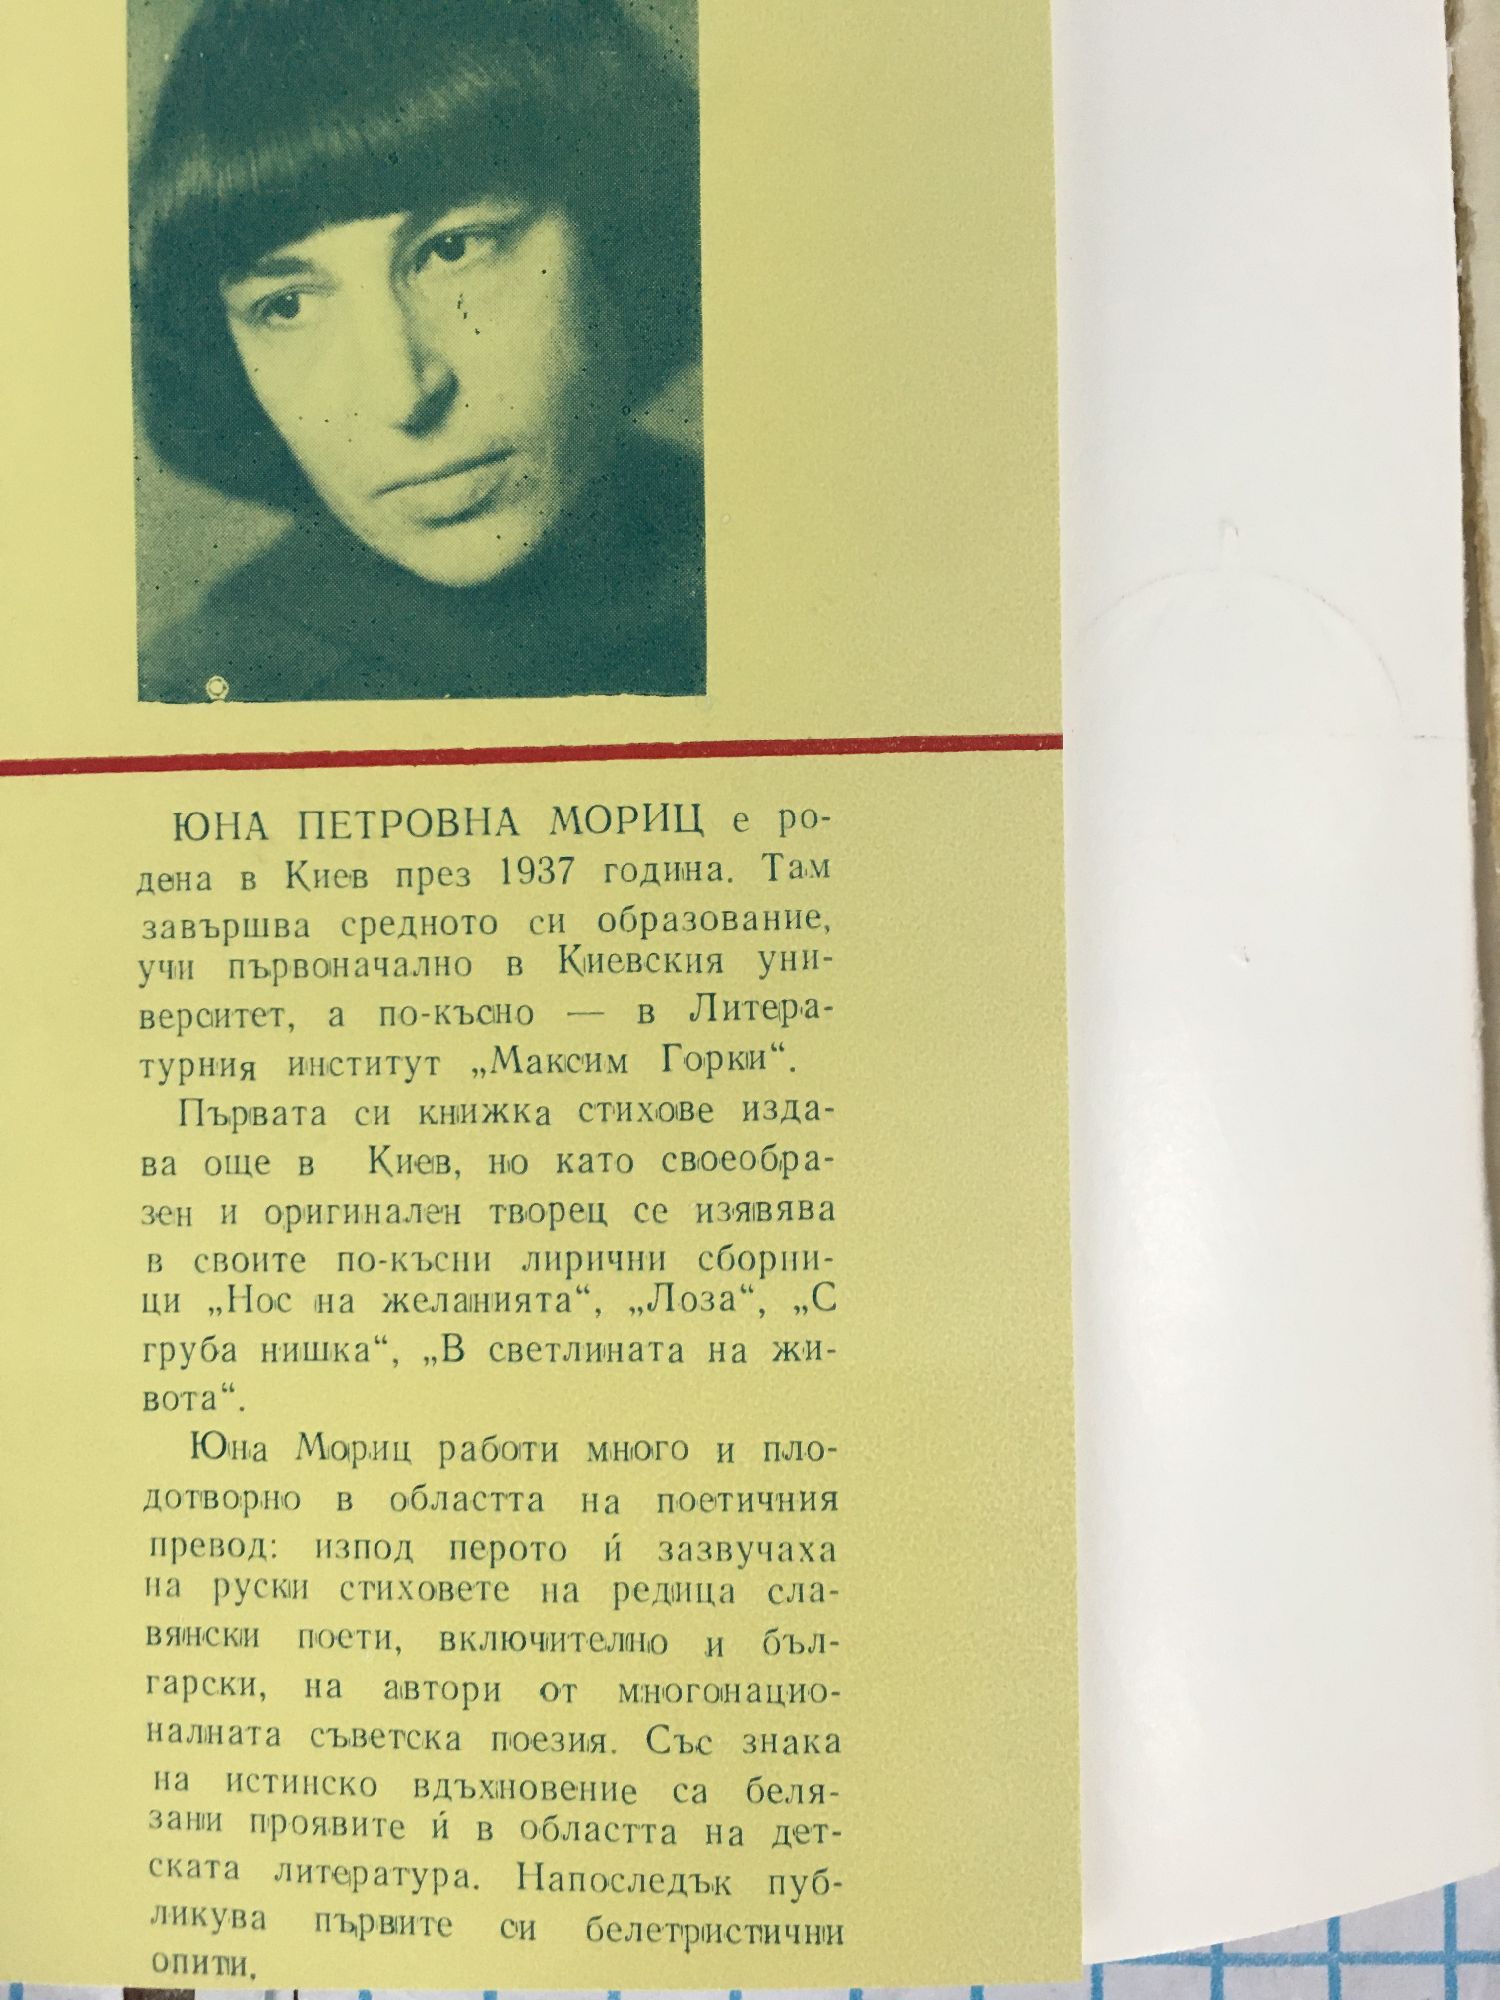 ЮНА ПЕТРОВНА МОРИЦ е ро-
дена в Киев през 1937 година. Там
завършва средното си образование,
учи първоначално в Киевския уни-
верситет, а по-късно — в Литера-
турния институт „Максим Горки“.
Първата си книжка стихове изда-
ва още в Киев, но като своеобра-
зен и оригинален творец се изявява
в своите по-късни лирични сборни-
ци „Нос на желанията“, „Лоза“, „С
груба нишка“, „В светлината на жи-
вота“.
Юна Мориц работи много и пло-
дотворно в областта на поетичния
превод: изпод перото ѝ зазвучаха
на руски стиховете на редица сла-
вянски поети, включително и бъл-
гарски, на автори от многонацио-
налната съветска поезия. Със знака
на истинско вдъхновение са беля-
зани проявите ѝ в областта на дет-
ската литература. Напоследък пуб-
ликува първите си белетристични
опити.